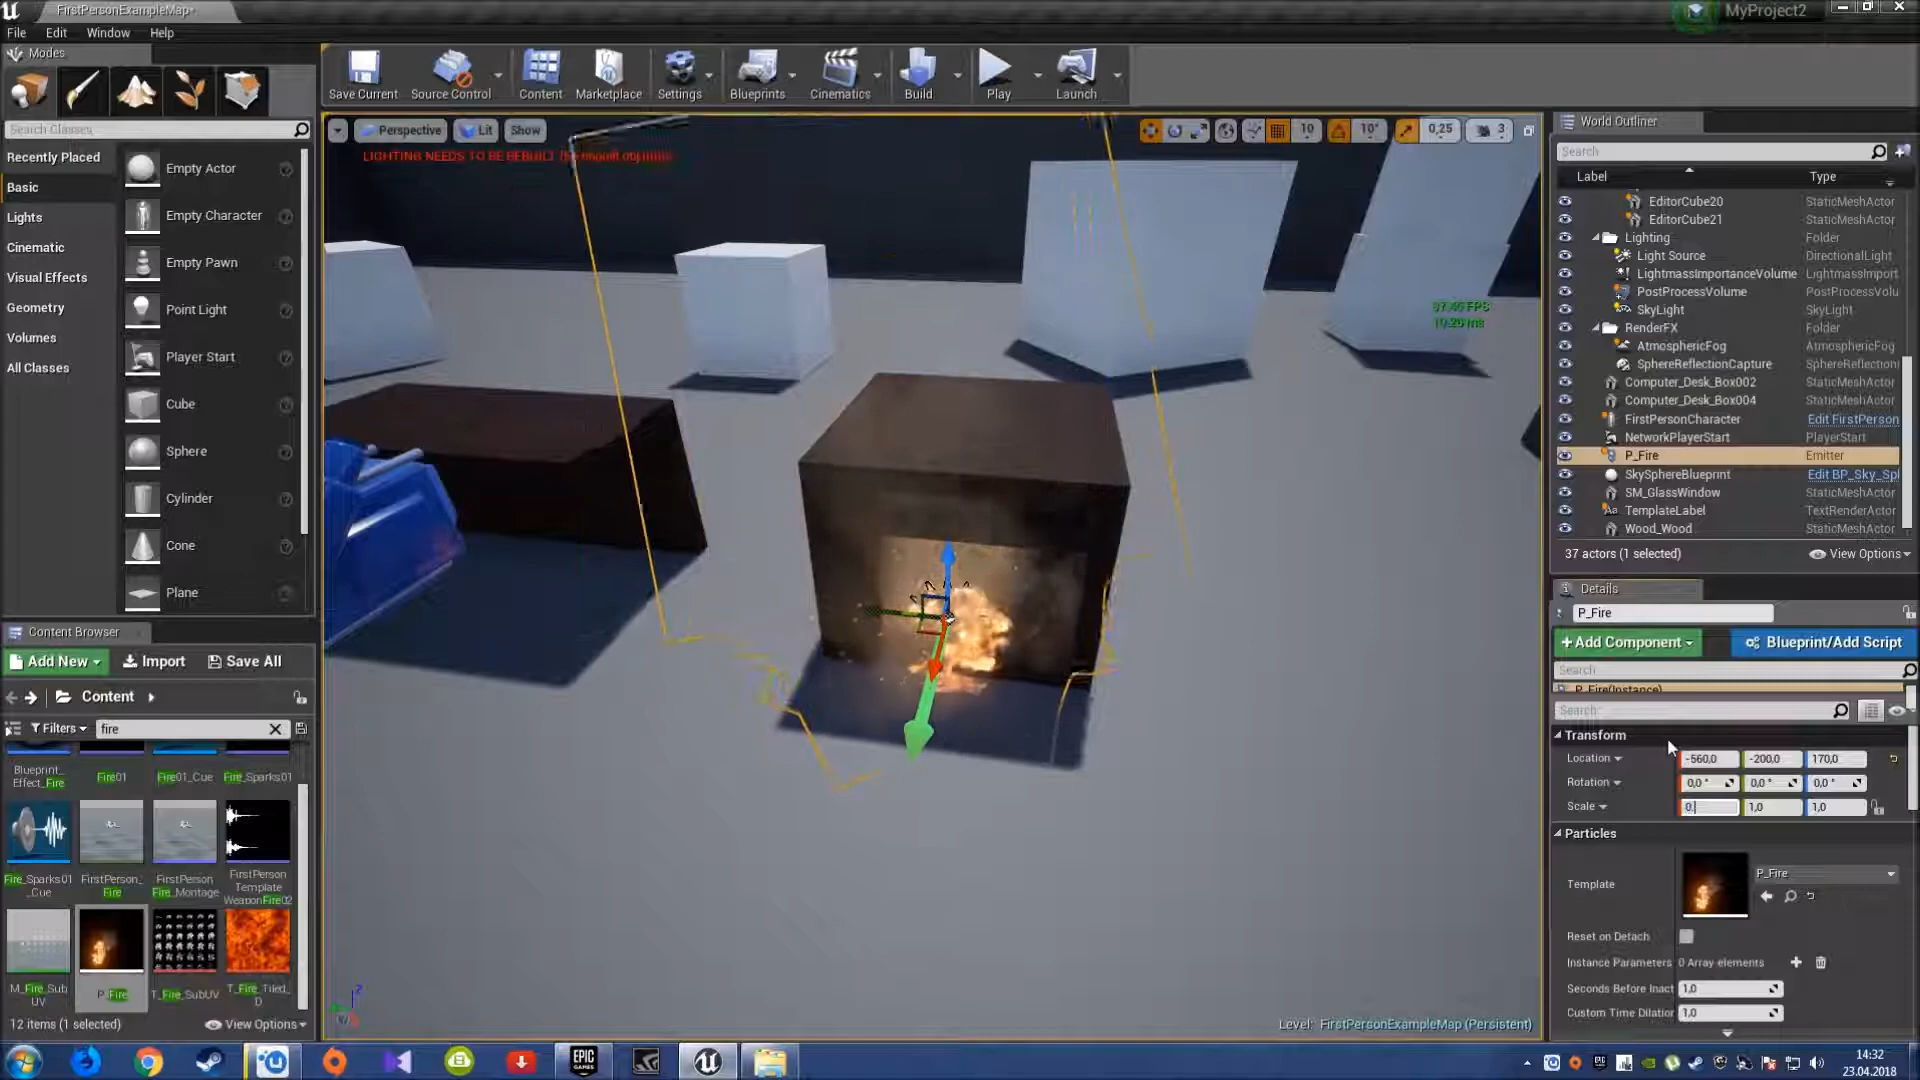 FirstPersonExampleMap*
MyProject2
File Edit Window Help
Modes
Save Current Source Control Content Marketplace Settings Blueprints Cinematics Build Play Launch
Search Classes
Recently Placed
Basic
Lights
Cinematic
Visual Effects
Geometry
Volumes
All Classes
Empty Actor
Empty Character
Empty Pawn
Point Light
Player Start
Cube
Sphere
Cylinder
Cone
Plane
Perspective Lit Show
10 10° 0,25 3
LIGHTING NEEDS TO BE REBUILT
10.26 ms
Level: FirstPersonExampleMap (Persistent)
World Outliner
Search
Label Type
EditorCube20 StaticMeshActor
EditorCube21 StaticMeshActor
Lighting Folder
Light Source DirectionalLight
LightmassImportanceVolume LightmassImport
PostProcessVolume PostProcessVolu
SkyLight SkyLight
RenderFX Folder
AtmosphericFog AtmosphericFog
SphereReflectionCapture SphereReflection
Computer_Desk_Box002 StaticMeshActor
Computer_Desk_Box004 StaticMeshActor
FirstPersonCharacter Edit FirstPerson
NetworkPlayerStart PlayerStart
P_Fire Emitter
SkySphereBlueprint Edit BP_Sky_Spl
SM_GlassWindow StaticMeshActor
TemplateLabel TextRenderActor
Wood_Wood StaticMeshActor
37 actors (1 selected) View Options
Details
P_Fire
+ Add Component Blueprint/Add Script
Search
P_Fire(Instance)
Search
Transform
Location -560,0 -200,0 170,0
Rotation 0,0 ° 0,0 ° 0,0 °
Scale 0 1,0 1,0
Particles
Template P_Fire
Reset on Detach
Instance Parameters 0 Array elements
Seconds Before Inact 1,0
Custom Time Dilation 1,0
Content Browser
Add New Import Save All
Content
Filters fire
Blueprint_ Effect_Fire
Fire01
Fire01_Cue
Fire_Sparks01
Fire_Sparks01 _Cue
FirstPerson_ Fire
FirstPerson Fire_Montage
FirstPerson Template WeaponFire02
M_Fire_Sub UV
P_Fire
T_Fire_SubUV
T_Fire_Tiled_ D
12 items (1 selected) View Options
EPIC GAMES
14:32
23.04.2018